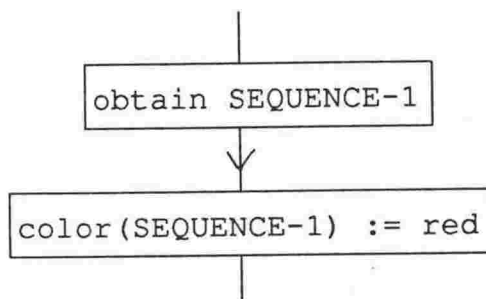 obtain SEQUENCE-1
color(SEQUENCE-1) := red